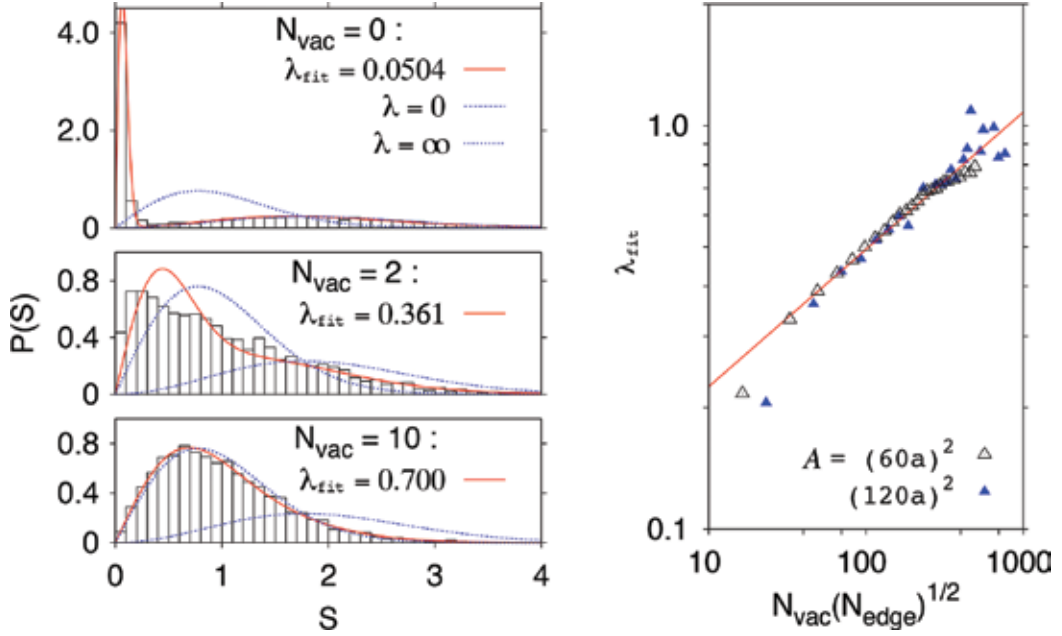 4.0
2.0
0
N_vac = 0 :
λ_fit = 0.0504
λ = 0
λ = ∞
0.8
0.4
0
N_vac = 2 :
λ_fit = 0.361
P(S)
0.8
0.4
0
N_vac = 10 :
λ_fit = 0.700
0 1 2 3 4
S
1.0
0.1
λ_fit
A = (60a)^2
(120a)^2
10 100 1000
N_vac(N_edge)^1/2